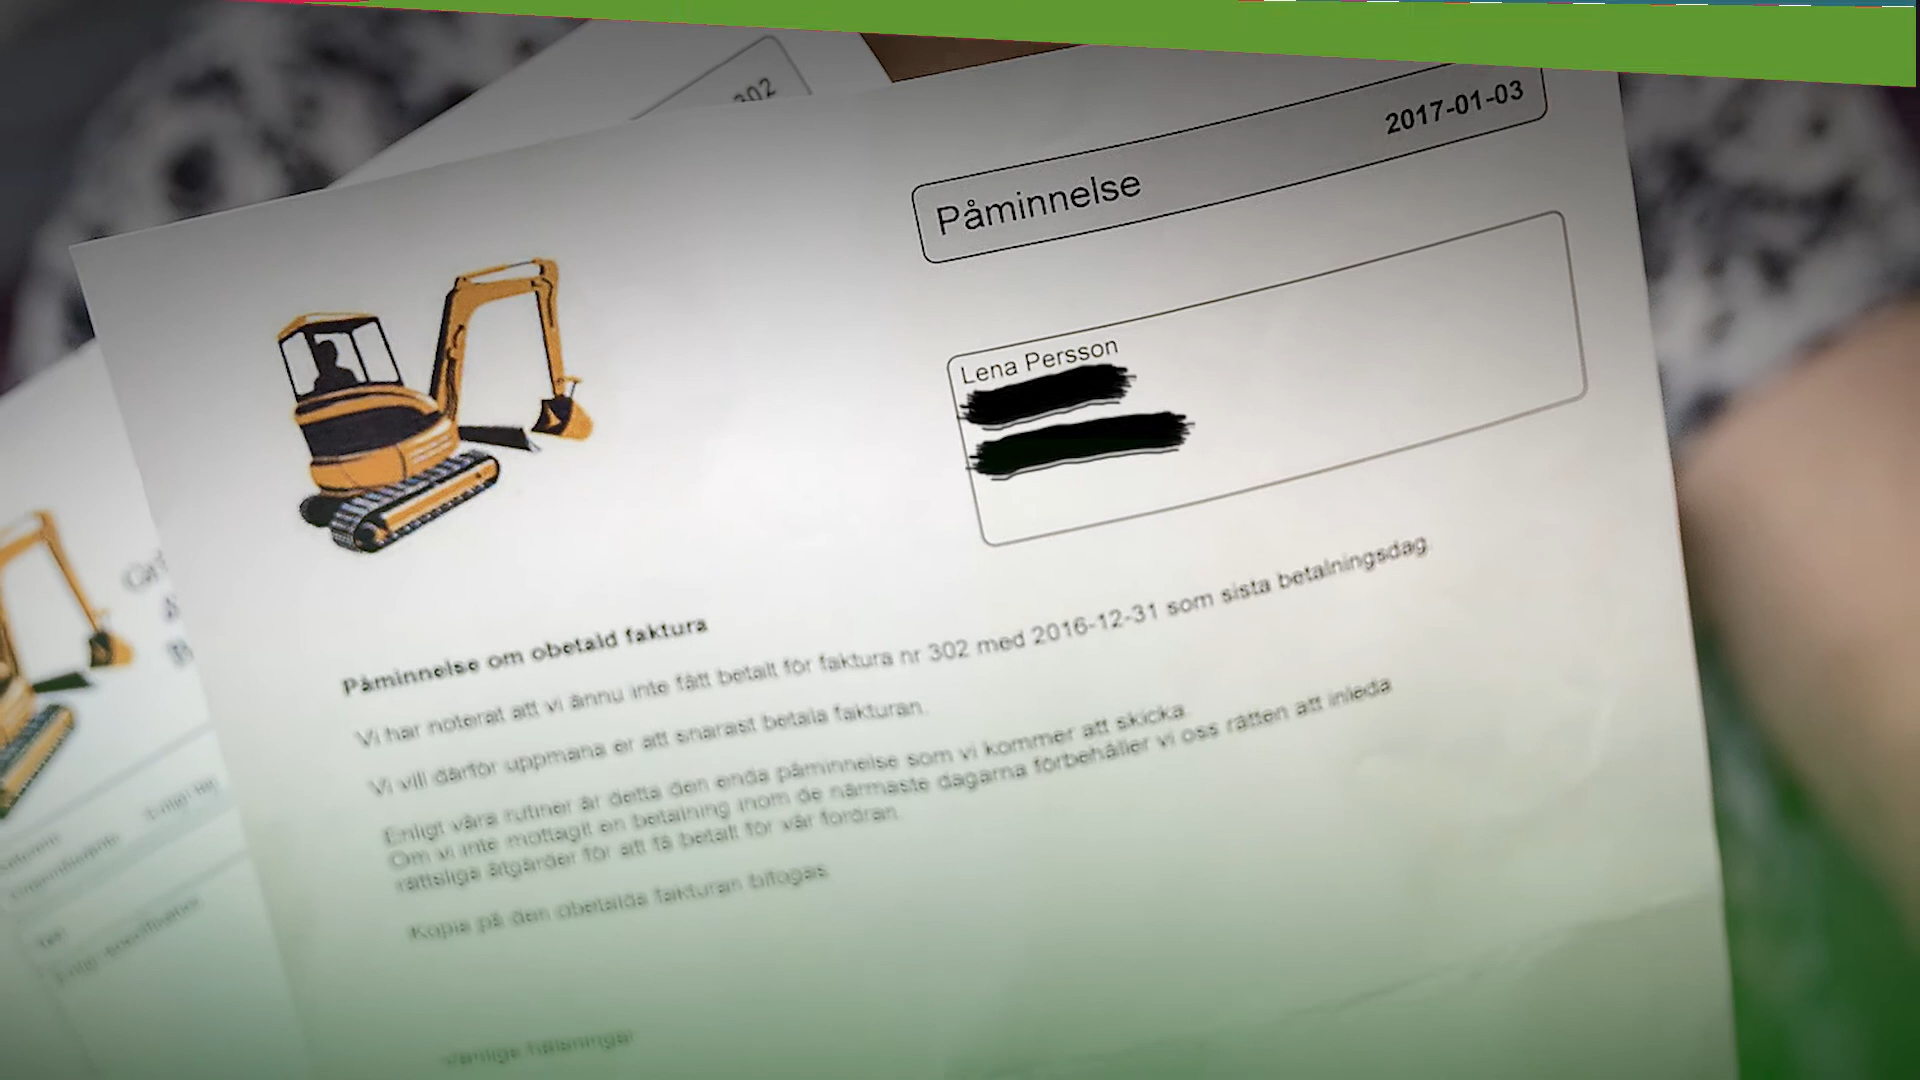 302
2017-01-03
Påminnelse
Lena Persson
Påminnelse om obetald faktura
Vi har noterat att vi ännu inte fått betalt för faktura nr 302 med 2016-12-31 som sista betalningsdag.
Vi vill därför uppmana er att snarast betala fakturan.
Enligt våra rutiner är detta den enda påminnelse som vi kommer att skicka.
Om vi inte mottagit en betalning inom de närmaste dagarna förbehåller vi oss rätten att inleda
rättsliga åtgärder för att få betalt för vår fordran.
Kopia på den obetalda fakturan bifogas
Vänliga hälsningar